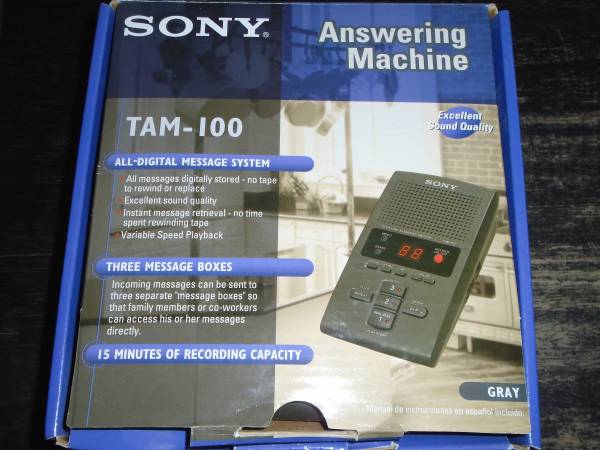 SONY®
Answering
Machine
TAM-100
Excellent
Sound Quality
ALL-DIGITAL MESSAGE SYSTEM
All messages digitally stored - no tape
to rewind or replace
Excellent sound quality
Instant message retrieval - no time
spent rewinding tape
Variable Speed Playback
SONY
88
THREE MESSAGE BOXES
Incoming messages can be sent to
three separate "message boxes" so
that family members or co-workers
can access his or her messages
directly.
3
2
15 MINUTES OF RECORDING CAPACITY
GRAY
Manual de instrucciones en español incluido.